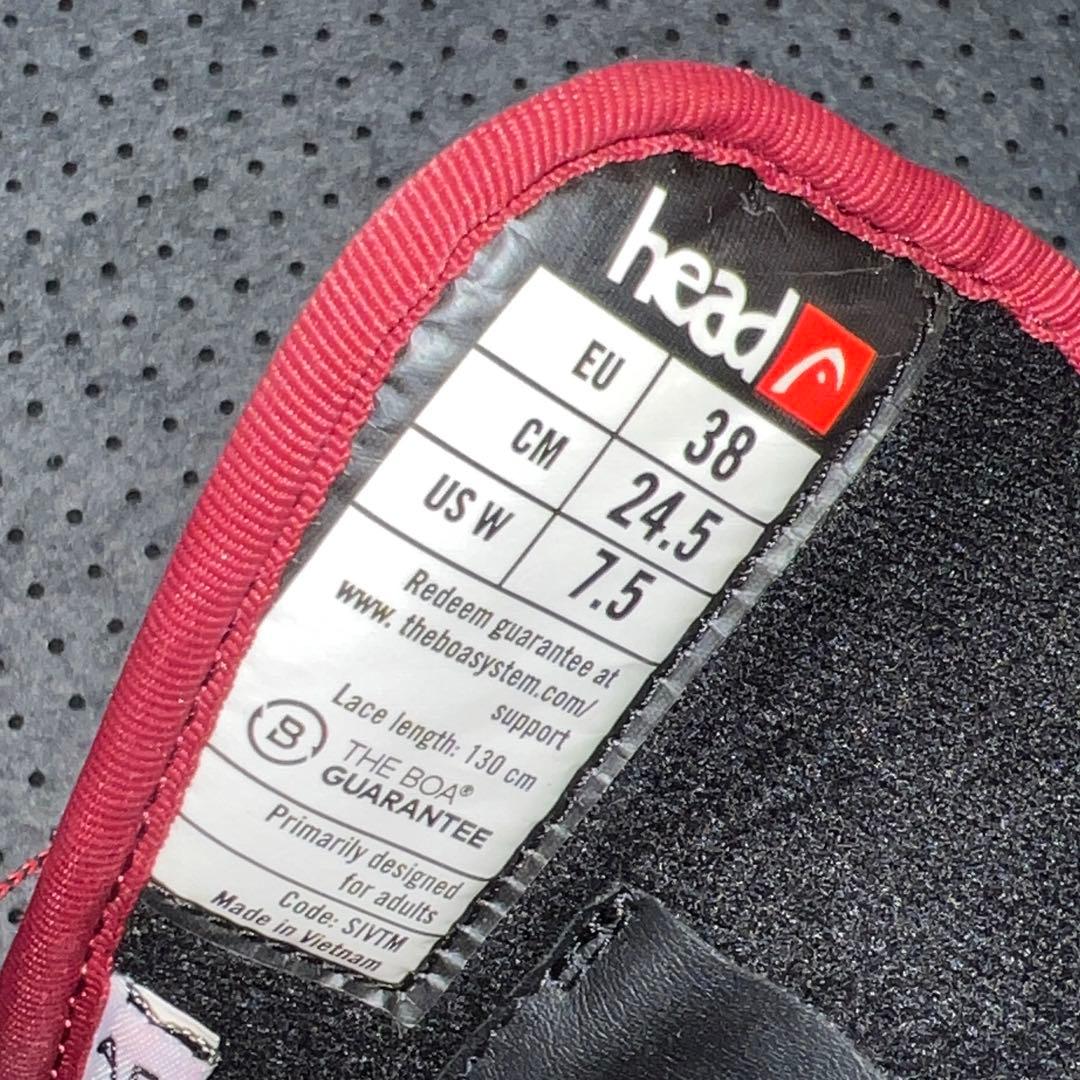 head
EU 38
CM 24.5
US W 7.5
Redeem guarantee at
www. theboasystem.com/
support
Lace length: 130 cm
B THE BOA®
GUARANTEE
Primarily designed
for adults
Code: SIVTM
Made in Vietnam